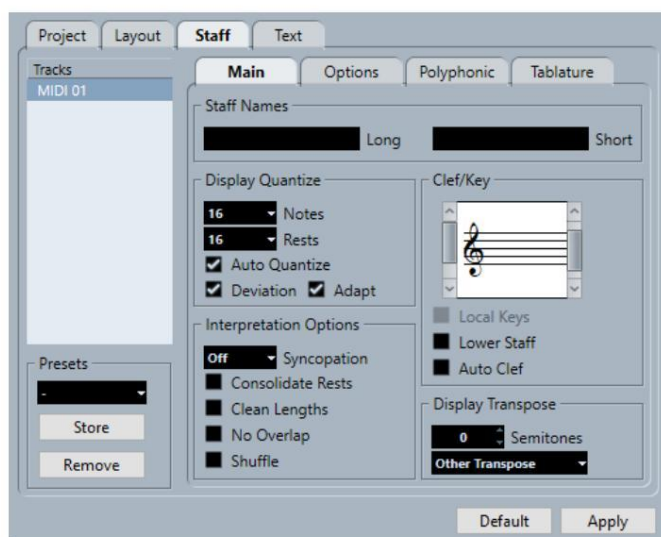 Project Layout Staff Text
Tracks
MIDI 01
Main Options Polyphonic Tablature
Staff Names
Long Short
Display Quantize
16 Notes
16 Rests
Auto Quantize
Deviation Adapt
Interpretation Options
Off Syncopation
Consolidate Rests
Clean Lengths
No Overlap
Shuffle
Clef/Key
Local Keys
Lower Staff
Auto Clef
Display Transpose
0 Semitones
Other Transpose
Presets
-
Store
Remove
Default Apply